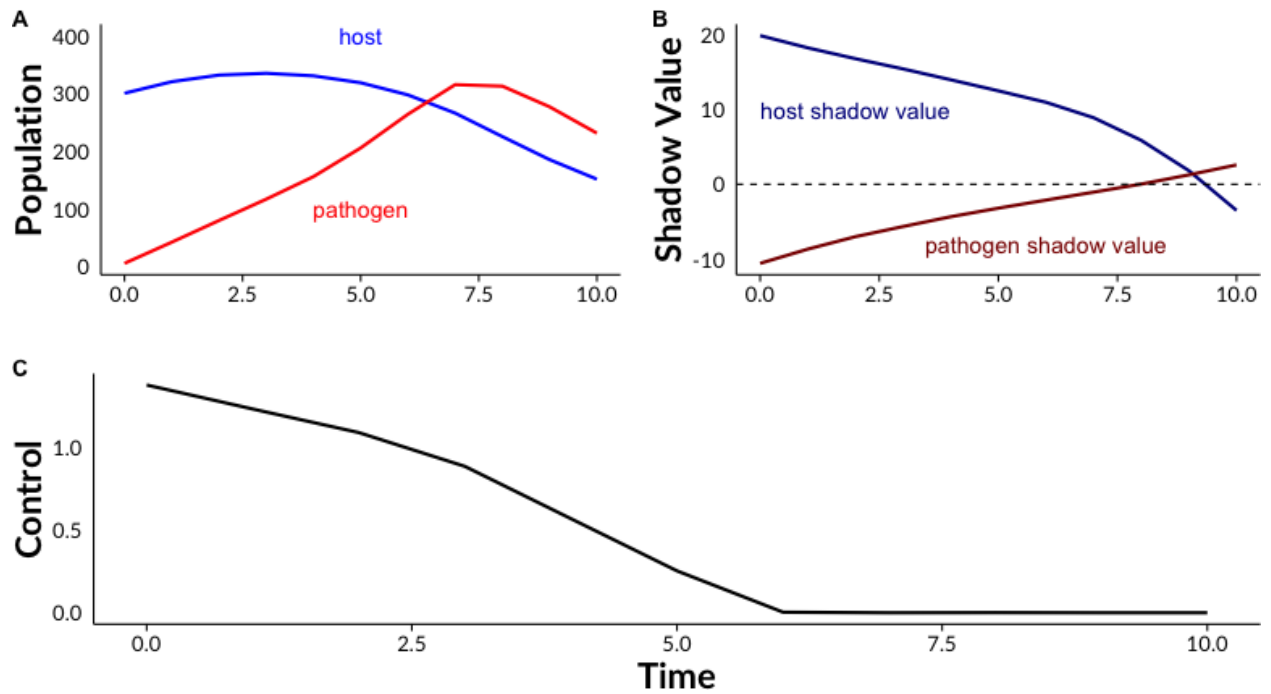 A
Population
400
300
200
100
0
host
pathogen
0.0 2.5 5.0 7.5 10.0
B
Shadow Value
20
10
0
-10
host shadow value
pathogen shadow value
0.0 2.5 5.0 7.5 10.0
C
Control
1.0
0.5
0.0
0.0 2.5 5.0 7.5 10.0
Time